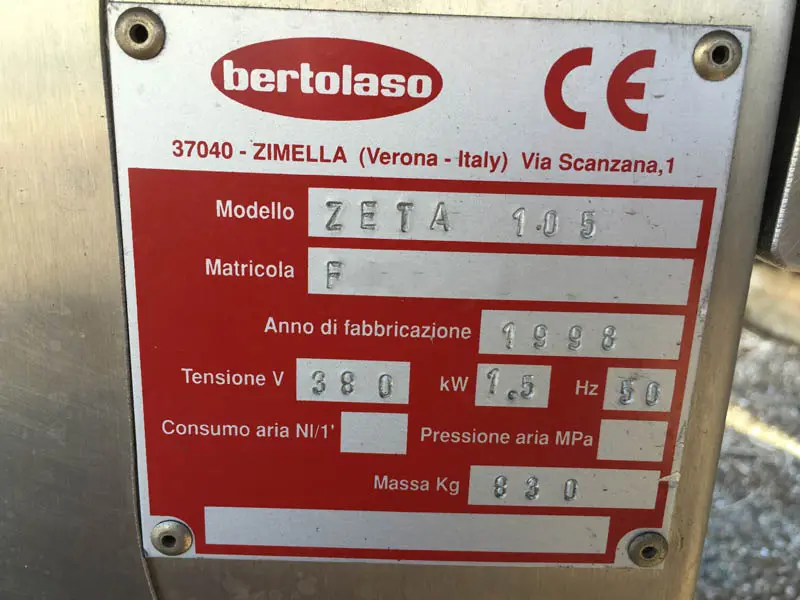 bertolaso
CE
37040 - ZIMELLA (Verona - Italy) Via Scanzana,1
Modello ZETA 105
Matricola F
Anno di fabbricazione 1998
Tensione V 380 kW 1.5 Hz 50
Consumo aria Nl/1' Pressione aria MPa
Massa Kg 830